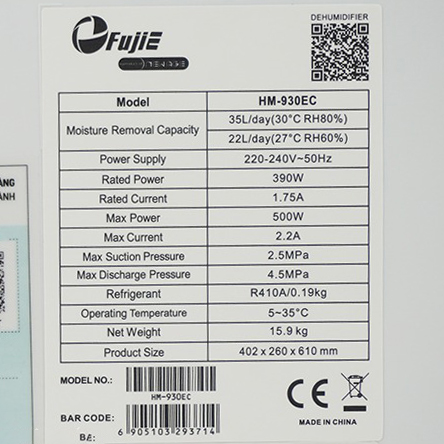 FujiE
DEHUMIDIFIER
Model HM-930EC
Moisture Removal Capacity 35L/day(30°C RH80%)
22L/day(27°C RH60%)
Power Supply 220-240V~50Hz
Rated Power 390W
Rated Current 1.75A
Max Power 500W
Max Current 2.2A
Max Suction Pressure 2.5MPa
Max Discharge Pressure 4.5MPa
Refrigerant R410A/0.19kg
Operating Temperature 5~35°C
Net Weight 15.9kg
Product Size 402 x 260 x 610 mm
MODEL NO.:
HM-930EC
BAR CODE:
6 905103 293714
CE
MADE IN CHINA
ÀNG
ÀNH